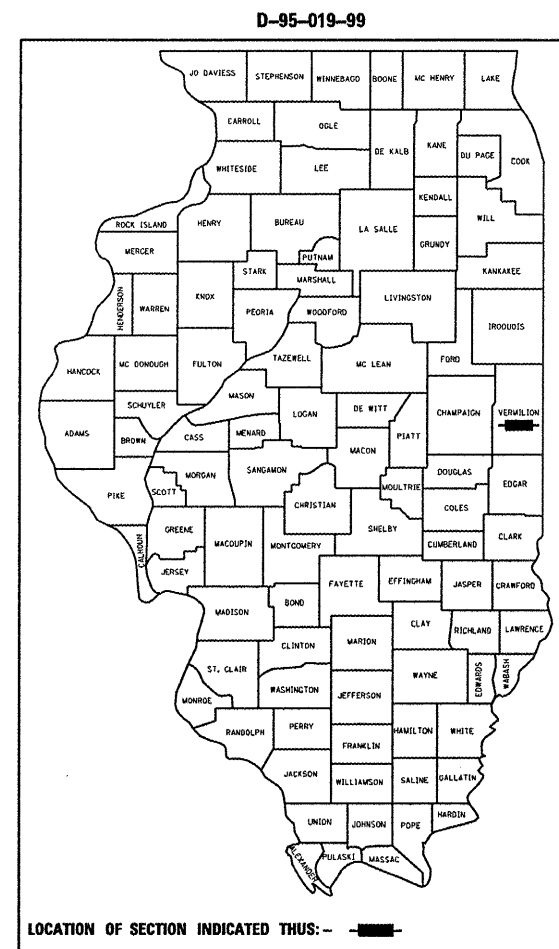 D-95-019-99
JO DAVIESS STEPHENSON WINNEBAGO BOONE MC HENRY LAKE
CARROLL OGLE
DE KALB KANE DU PAGE COOK
WHITESIDE LEE
KENDALL
ROCK ISLAND HENRY BUREAU LA SALLE WILL
MERCER PUTNAM GRUNDY
STARK MARSHALL KANKAKEE
HENDERSON WARREN KNOX PEORIA WOODFORD LIVINGSTON
IROQUOIS
HANCOCK MC DONOUGH FULTON TAZEWELL MC LEAN FORD
MASON
SCHUYLER LOGAN DE WITT CHAMPAIGN VERMILION
ADAMS BROWN CASS MENARD PIATT
MACON
PIKE SCOTT MORGAN SANGAMON MOULTRIE DOUGLAS EDGAR
CHRISTIAN COLES
CALHOUN GREENE MACOUPIN MONTGOMERY SHELBY CUMBERLAND CLARK
JERSEY FAYETTE EFFINGHAM JASPER CRAWFORD
MADISON BOND
CLAY RICHLAND LAWRENCE
CLINTON MARION
ST. CLAIR WAYNE EDWARDS WABASH
WASHINGTON JEFFERSON
MONROE
RANDOLPH PERRY HAMILTON WHITE
FRANKLIN
JACKSON WILLIAMSON SALINE GALLATIN
HARDIN
UNION JOHNSON POPE
ALEXANDER PULASKI MASSAC
LOCATION OF SECTION INDICATED THUS: -